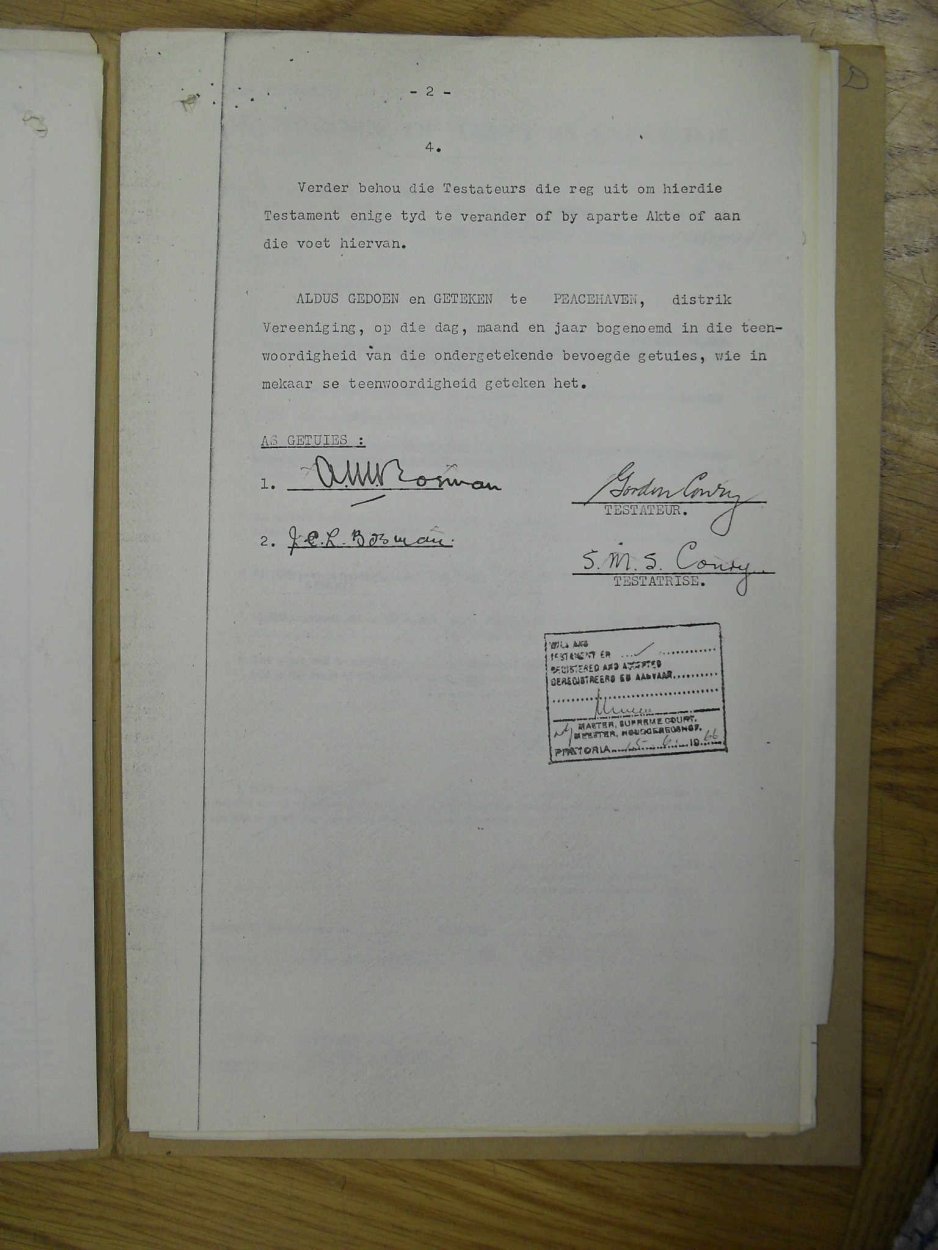 D
- 2 -
4.
Verder behou die Testateurs die reg uit om hierdie
Testament enige tyd te verander of by aparte Akte of aan
die voet hiervan.
ALDUS GEDOEN en GETEKEN te PEACEHAVEN, distrik
Vereeniging, op die dag, maand en jaar bogenoemd in die teen-
woordigheid van die ondergetekende bevoegde getuies, wie in
mekaar se teenwoordigheid geteken het.
AS GETUIES :
1. Bosman
Gordon Conry
TESTATEUR.
2. J.C.L. Bosman.
S. M. S. Conry
TESTATRISE.
WILL AND
TESTAMENT EN
REGISTERED AND ACCEPTED
GEREGISTREERD EN AANVAAR
MASTER, SUPREME COURT.
MEESTER, HOOGGEREGSHOF.
PRETORIA 1966